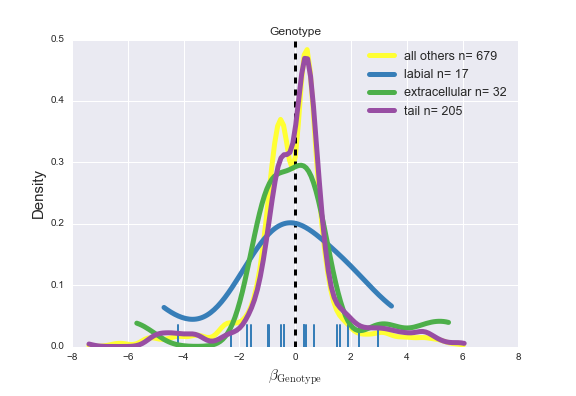 Genotype
all others n= 679
labial n= 17
extracellular n= 32
tail n= 205
Density
0.5
0.4
0.3
0.2
0.1
0.0
−8 −6 −4 −2 0 2 4 6 8
βGenotype